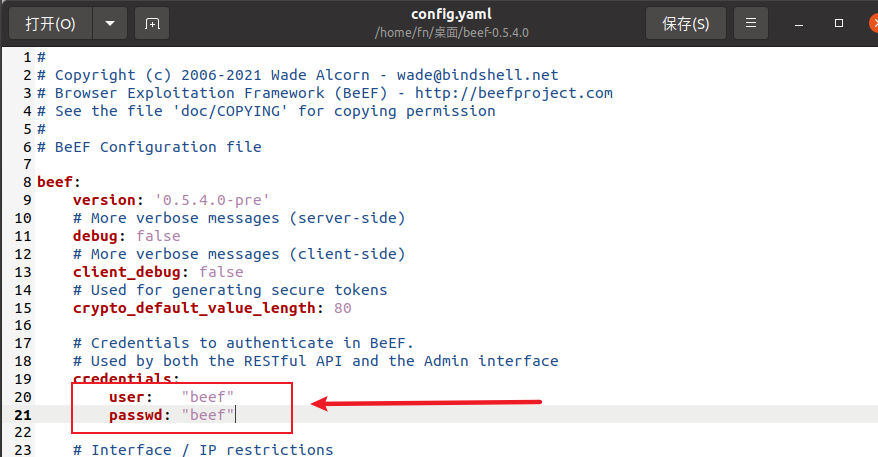 打开(O)
config.yaml
/home/fn/桌面/beef-0.5.4.0
保存(S)
1 #
2 # Copyright (c) 2006-2021 Wade Alcorn - wade@bindshell.net
3 # Browser Exploitation Framework (BeEF) - http://beefproject.com
4 # See the file 'doc/COPYING' for copying permission
5 #
6 # BeEF Configuration file
7
8 beef:
9     version: '0.5.4.0-pre'
10     # More verbose messages (server-side)
11     debug: false
12     # More verbose messages (client-side)
13     client_debug: false
14     # Used for generating secure tokens
15     crypto_default_value_length: 80
16
17     # Credentials to authenticate in BeEF.
18     # Used by both the RESTful API and the Admin interface
19     credentials:
20         user:   "beef"
21         passwd: "beef"
22
23     # Interface / IP restrictions